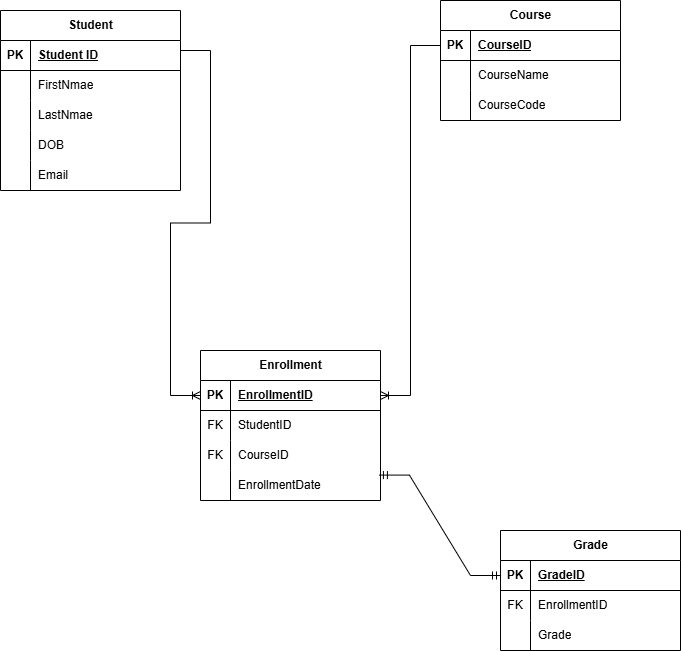 Student
PK Student ID
FirstNmae
LastNmae
DOB
Email
Course
PK CourseID
CourseName
CourseCode
Enrollment
PK EnrollmentID
FK StudentID
FK CourseID
EnrollmentDate
Grade
PK GradeID
FK EnrollmentID
Grade